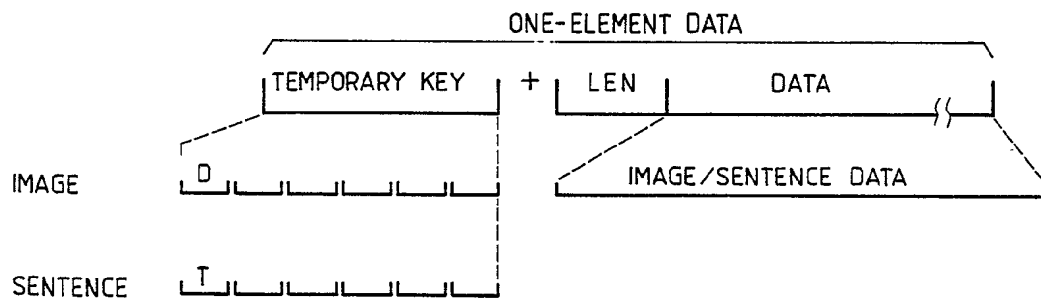 ONE-ELEMENT DATA
TEMPORARY KEY + LEN DATA
IMAGE D IMAGE/SENTENCE DATA
SENTENCE T